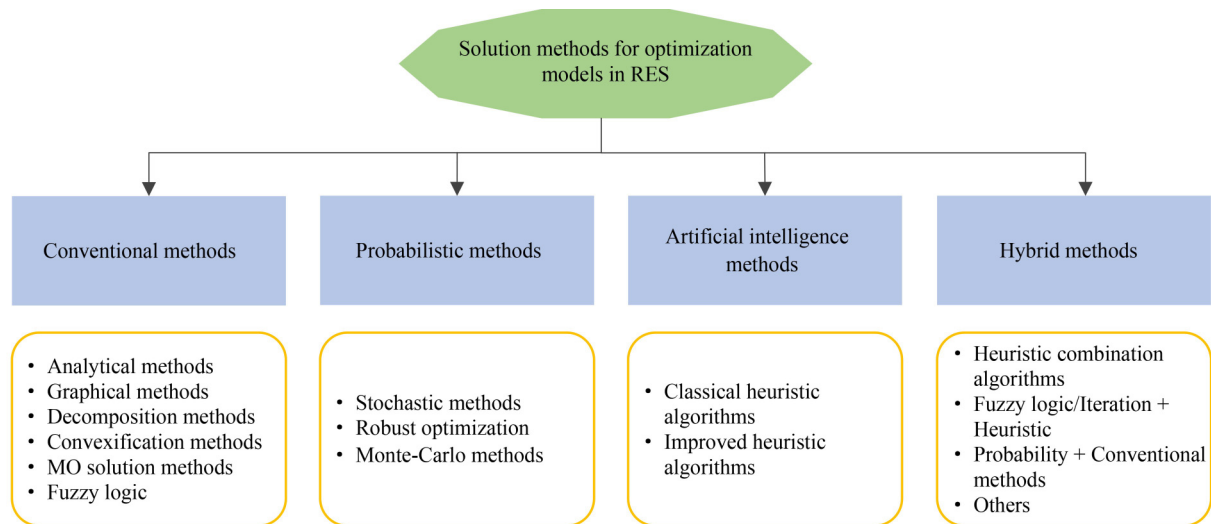 Solution methods for optimization
models in RES
Conventional methods
Probabilistic methods
Artificial intelligence
methods
Hybrid methods
• Analytical methods
• Graphical methods
• Decomposition methods
• Convexification methods
• MO solution methods
• Fuzzy logic
• Stochastic methods
• Robust optimization
• Monte-Carlo methods
• Classical heuristic
algorithms
• Improved heuristic
algorithms
• Heuristic combination
algorithms
• Fuzzy logic/Iteration +
Heuristic
• Probability + Conventional
methods
• Others